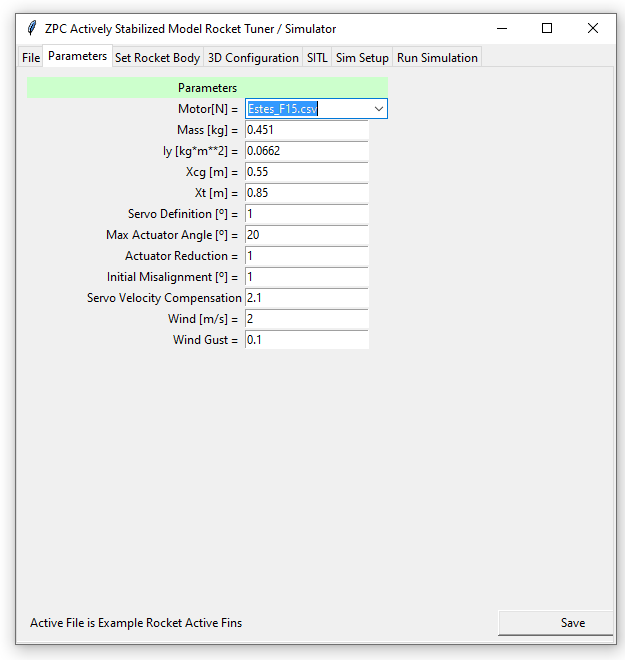 ZPC Actively Stabilized Model Rocket Tuner / Simulator
File Parameters Set Rocket Body 3D Configuration SITL Sim Setup Run Simulation
Parameters
Motor[N] = Estes_F15.csv
Mass [kg] = 0.451
Iy [kg*m**2] = 0.0662
Xcg [m] = 0.55
Xt [m] = 0.85
Servo Definition [º] = 1
Max Actuator Angle [º] = 20
Actuator Reduction = 1
Initial Misalignment [º] = 1
Servo Velocity Compensation 2.1
Wind [m/s] = 2
Wind Gust = 0.1
Active File is Example Rocket Active Fins Save